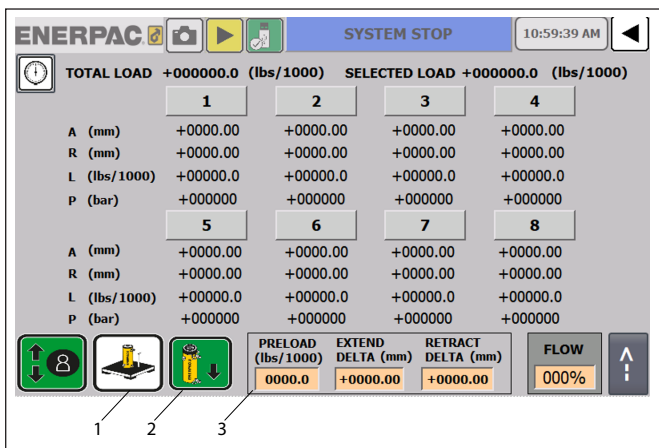 ENERPAC SYSTEM STOP 10:59:39 AM
TOTAL LOAD +000000.0 (lbs/1000) SELECTED LOAD +000000.0 (lbs/1000)
1 2 3 4
A (mm) +0000.00 +0000.00 +0000.00 +0000.00
R (mm) +0000.00 +0000.00 +0000.00 +0000.00
L (lbs/1000) +00000.0 +00000.0 +00000.0 +00000.0
P (bar) +000000 +000000 +000000 +000000
5 6 7 8
A (mm) +0000.00 +0000.00 +0000.00 +0000.00
R (mm) +0000.00 +0000.00 +0000.00 +0000.00
L (lbs/1000) +00000.0 +00000.0 +00000.0 +00000.0
P (bar) +000000 +000000 +000000 +000000
8
PRELOAD EXTEND RETRACT FLOW
(lbs/1000) DELTA (mm) DELTA (mm)
0000.0 +0000.00 +0000.00 000%
1 2 3